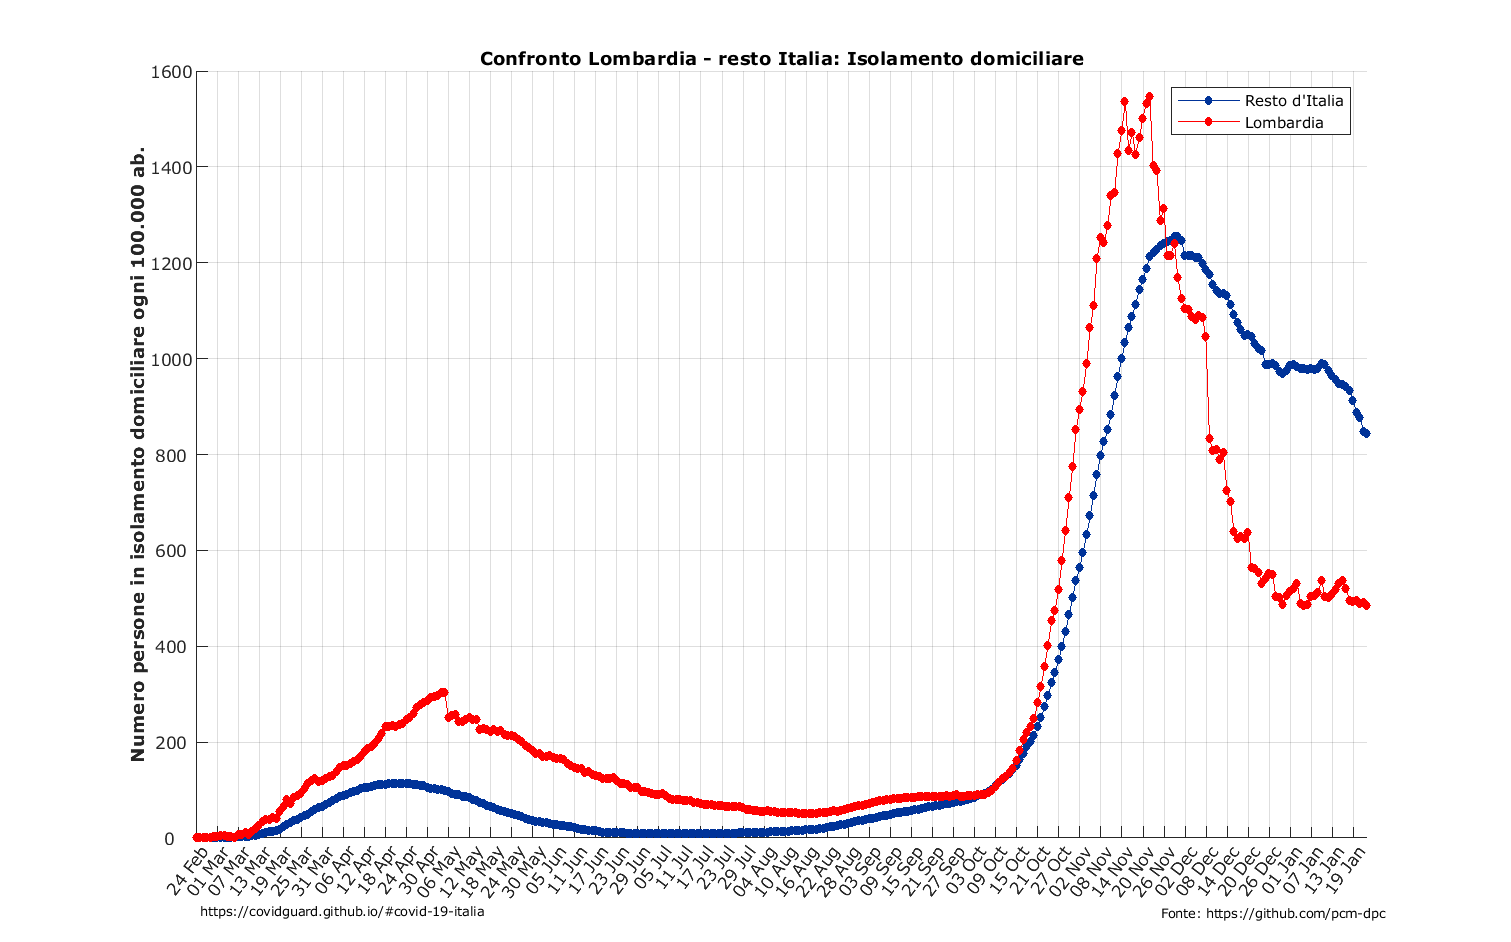 Confronto Lombardia - resto Italia: Isolamento domiciliare
Numero persone in isolamento domiciliare ogni 100.000 ab.
1600
1400
1200
1000
800
600
400
200
0
Resto d'Italia
Lombardia
24 Feb
01 Mar
07 Mar
13 Mar
19 Mar
25 Mar
31 Mar
06 Apr
12 Apr
18 Apr
24 Apr
30 Apr
06 May
12 May
18 May
24 May
30 May
05 Jun
11 Jun
17 Jun
23 Jun
29 Jun
05 Jul
11 Jul
17 Jul
23 Jul
29 Jul
04 Aug
10 Aug
16 Aug
22 Aug
28 Aug
03 Sep
09 Sep
15 Sep
21 Sep
27 Sep
03 Oct
09 Oct
15 Oct
21 Oct
27 Oct
02 Nov
08 Nov
14 Nov
20 Nov
26 Nov
02 Dec
08 Dec
14 Dec
20 Dec
26 Dec
01 Jan
07 Jan
13 Jan
19 Jan
https://covidguard.github.io/#covid-19-italia
Fonte: https://github.com/pcm-dpc